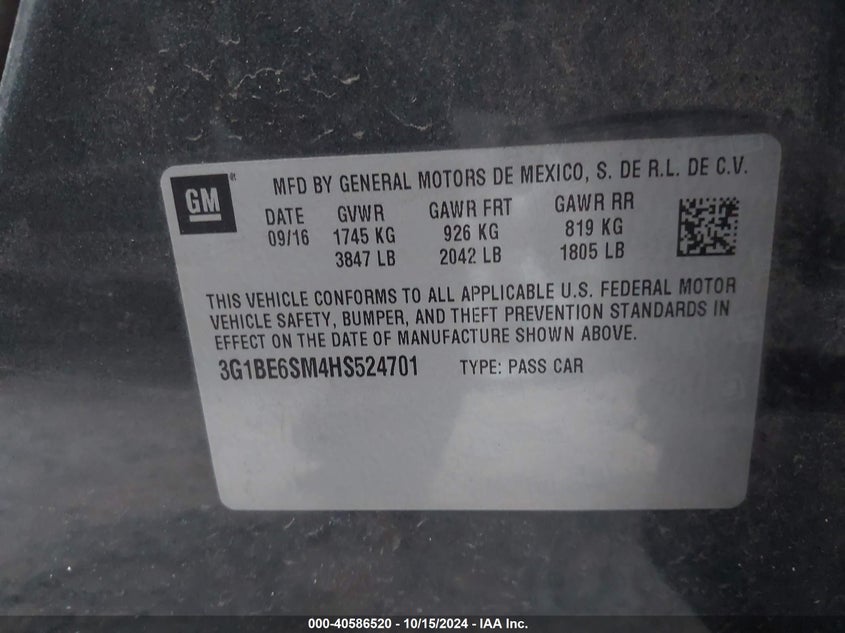 GM
MFD BY GENERAL MOTORS DE MEXICO, S. DE R.L. DE C.V.
DATE GVWR GAWR FRT GAWR RR
09/16 1745 KG 926 KG 819 KG
3847 LB 2042 LB 1805 LB
THIS VEHICLE CONFORMS TO ALL APPLICABLE U.S. FEDERAL MOTOR
VEHICLE SAFETY, BUMPER, AND THEFT PREVENTION STANDARDS IN
EFFECT ON THE DATE OF MANUFACTURE SHOWN ABOVE.
3G1BE6SM4HS524701 TYPE: PASS CAR
000-40586520 - 10/15/2024 - IAA Inc.